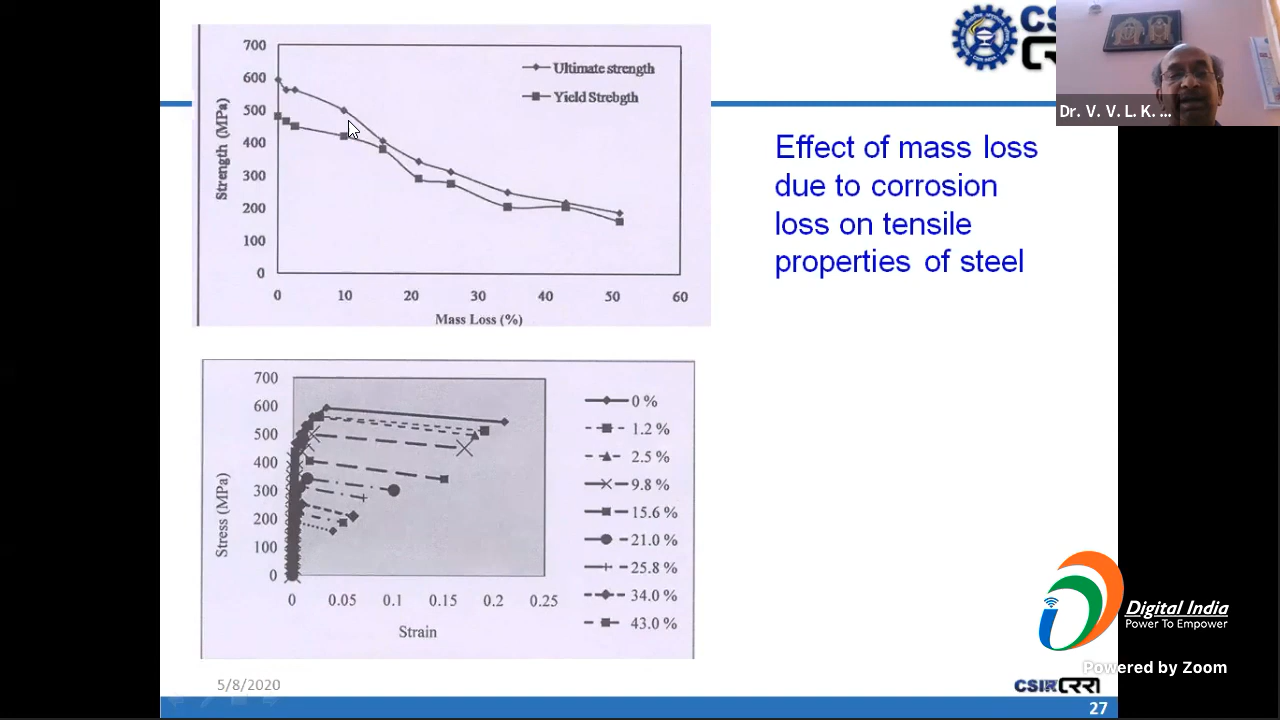 700
600
500
400
300
200
100
0
Strength (MPa)
Ultimate strength
Yield Strebgth
0 10 20 30 40 50 60
Mass Loss (%)
CS
Dr. V. V. L. K. ...
Effect of mass loss
due to corrosion
loss on tensile
properties of steel
700
600
500
400
300
200
100
0
Stress (MPa)
0 0.05 0.1 0.15 0.2 0.25
Strain
0 %
1.2 %
2.5 %
9.8 %
15.6 %
21.0 %
25.8 %
34.0 %
43.0 %
Digital India
Power To Empower
Powered by Zoom
5/8/2020
CSIR CRRI
27